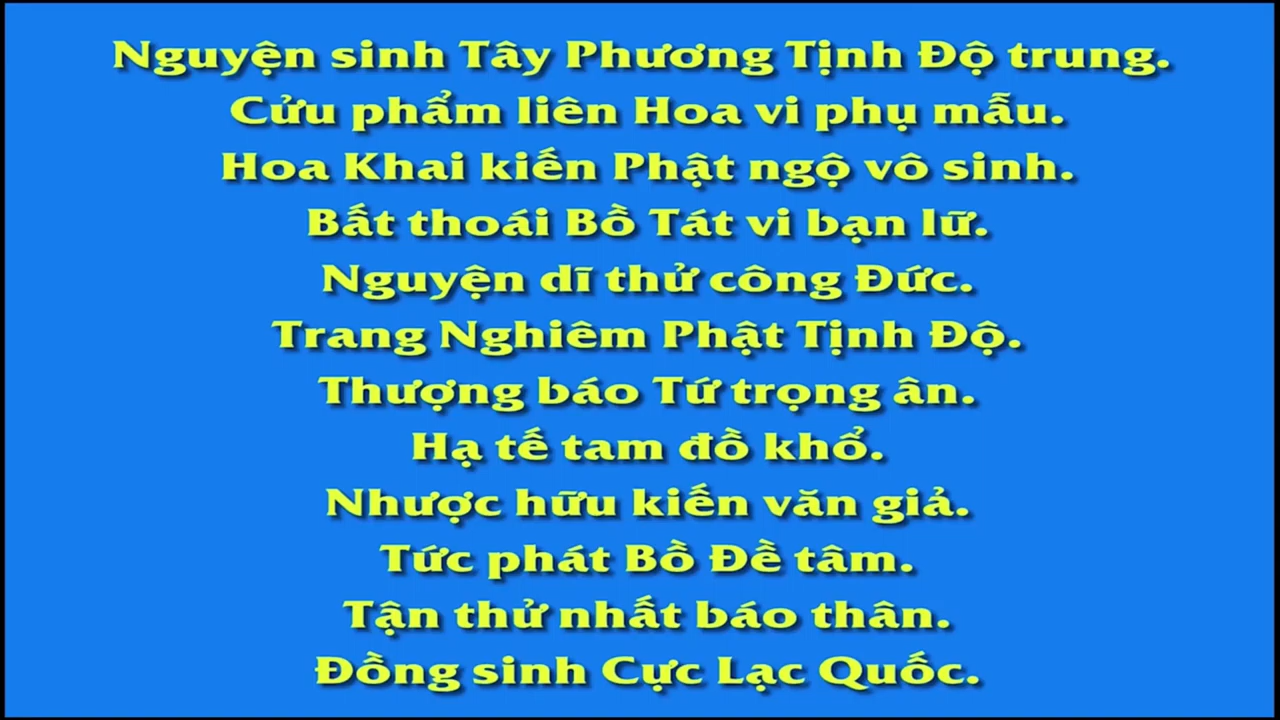 Nguyện sinh Tây Phương Tịnh Độ trung.
Cửu phẩm liên Hoa vi phụ mẫu.
Hoa Khai kiến Phật ngộ vô sinh.
Bất thoái Bồ Tát vi bạn lữ.
Nguyện dĩ thử công Đức.
Trang Nghiêm Phật Tịnh Độ.
Thượng báo Tứ trọng ân.
Hạ tế tam đồ khổ.
Nhược hữu kiến văn giả.
Tức phát Bồ Đề tâm.
Tận thử nhất báo thân.
Đồng sinh Cực Lạc Quốc.